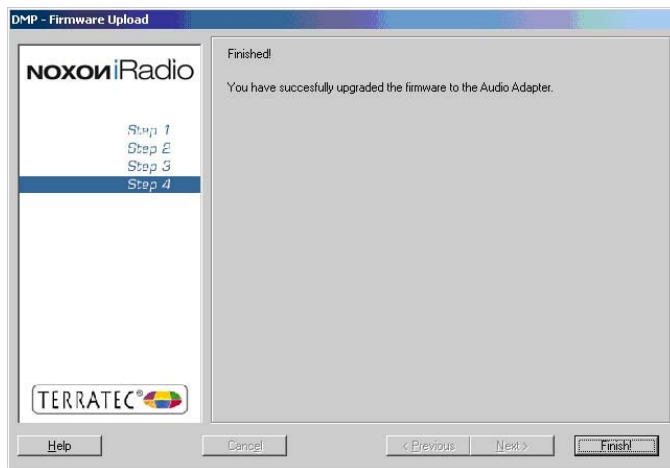 DMP - Firmware Upload
NOXON iRadio
Finished!
You have succesfully upgraded the firmware to the Audio Adapter.
Step 1
Step 2
Step 3
Step 4
TERRATEC®
Help
Cancel
< Previous
Next >
Finish!